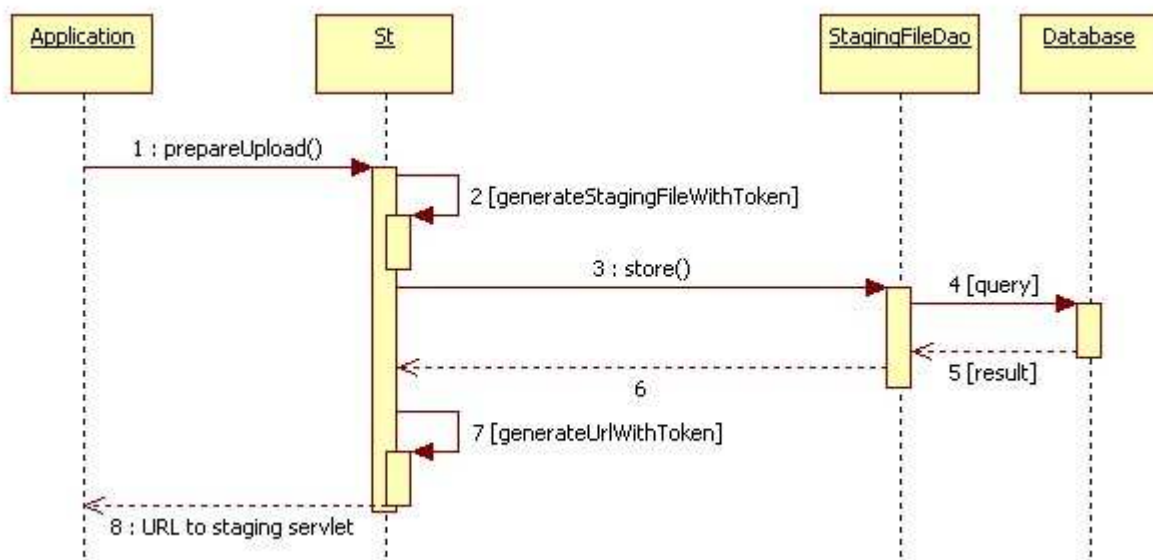 Application
St
StagingFileDao
Database
1 : prepareUpload()
2 [generateStagingFileWithToken]
3 : store()
4 [query]
5 [result]
6
7 [generateUrlWithToken]
8 : URL to staging servlet